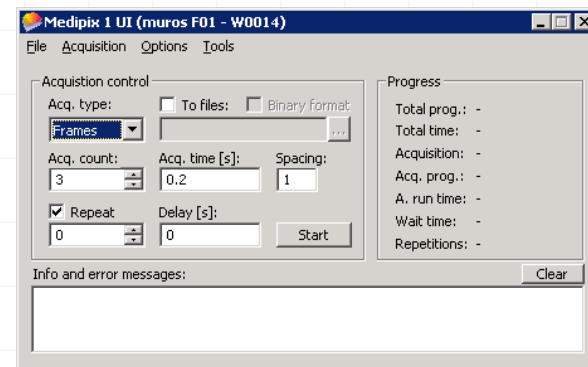 Medipix 1 UI (muros F01 - W0014)
File Acquisition Options Tools
Acquistion control
Acq. type: To files: Binary format
Frames ...
Acq. count: Acq. time [s]: Spacing:
3 0.2 1
Repeat Delay [s]:
0 0 Start
Progress
Total prog.: -
Total time: -
Acquisition: -
Acq. prog.: -
A. run time: -
Wait time: -
Repetitions: -
Info and error messages: Clear